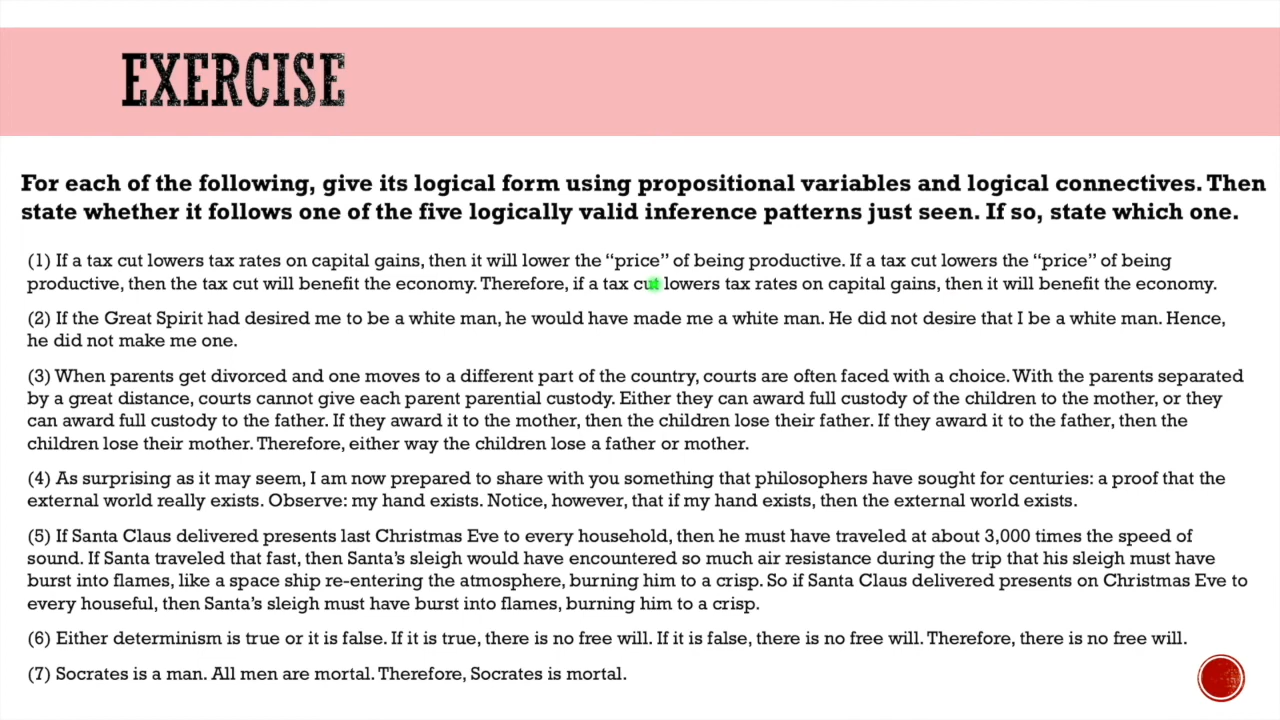 EXERCISE
For each of the following, give its logical form using propositional variables and logical connectives. Then
state whether it follows one of the five logically valid inference patterns just seen. If so, state which one.
(1) If a tax cut lowers tax rates on capital gains, then it will lower the “price” of being productive. If a tax cut lowers the “price” of being
productive, then the tax cut will benefit the economy. Therefore, if a tax cut lowers tax rates on capital gains, then it will benefit the economy.
(2) If the Great Spirit had desired me to be a white man, he would have made me a white man. He did not desire that I be a white man. Hence,
he did not make me one.
(3) When parents get divorced and one moves to a different part of the country, courts are often faced with a choice. With the parents separated
by a great distance, courts cannot give each parent parential custody. Either they can award full custody of the children to the mother, or they
can award full custody to the father. If they award it to the mother, then the children lose their father. If they award it to the father, then the
children lose their mother. Therefore, either way the children lose a father or mother.
(4) As surprising as it may seem, I am now prepared to share with you something that philosophers have sought for centuries: a proof that the
external world really exists. Observe: my hand exists. Notice, however, that if my hand exists, then the external world exists.
(5) If Santa Claus delivered presents last Christmas Eve to every household, then he must have traveled at about 3,000 times the speed of
sound. If Santa traveled that fast, then Santa’s sleigh would have encountered so much air resistance during the trip that his sleigh must have
burst into flames, like a space ship re-entering the atmosphere, burning him to a crisp. So if Santa Claus delivered presents on Christmas Eve to
every houseful, then Santa’s sleigh must have burst into flames, burning him to a crisp.
(6) Either determinism is true or it is false. If it is true, there is no free will. If it is false, there is no free will. Therefore, there is no free will.
(7) Socrates is a man. All men are mortal. Therefore, Socrates is mortal.